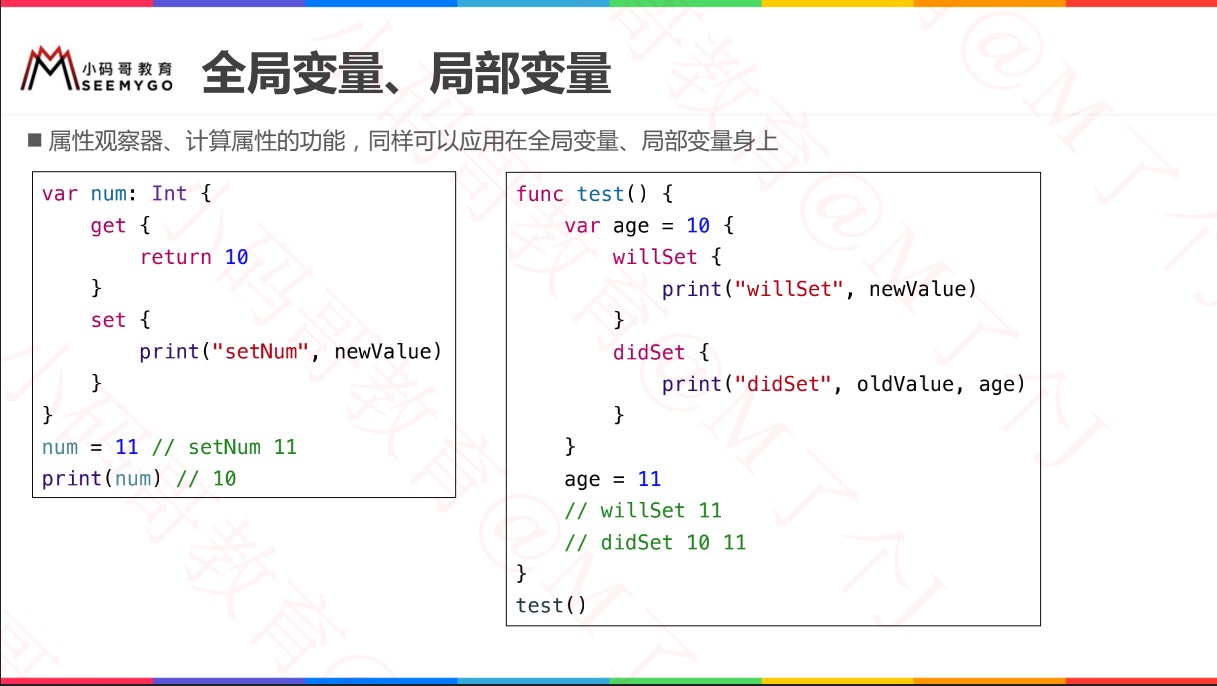 小码哥教育
SEEMYGO
全局变量、局部变量
■ 属性观察器、计算属性的功能，同样可以应用在全局变量、局部变量身上
var num: Int {
    get {
        return 10
    }
    set {
        print("setNum", newValue)
    }
}
num = 11 // setNum 11
print(num) // 10
func test() {
    var age = 10 {
        willSet {
            print("willSet", newValue)
        }
        didSet {
            print("didSet", oldValue, age)
        }
    }
    age = 11
    // willSet 11
    // didSet 10 11
}
test()
小码哥教育@M了个J